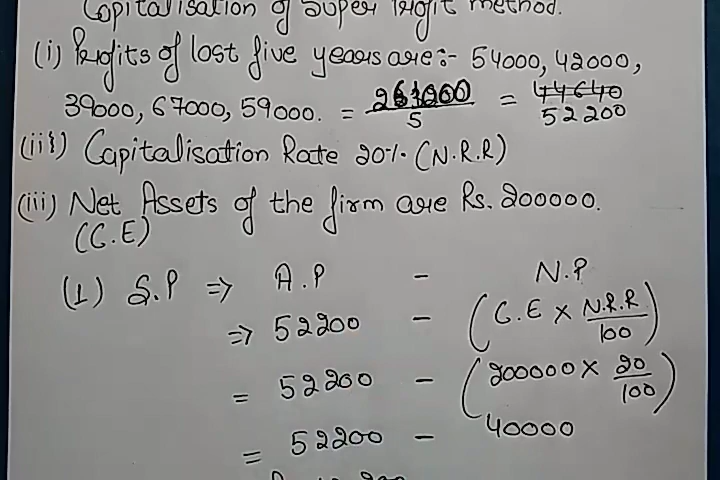 Capitalisation of Super Profit method.
(i) Profits of last five years are:- 54000, 42000,
39000, 67000, 59000. = 261000/5 = 44640
52200
(ii) Capitalisation Rate 20%. (N.R.R)
(iii) Net Assets of the firm are Rs. 200000.
(C.E)
(1) S.P ⇒ A.P - N.P
⇒ 52200 - (C.E × N.R.R/100)
= 52200 - (200000 × 20/100)
= 52200 - 40000